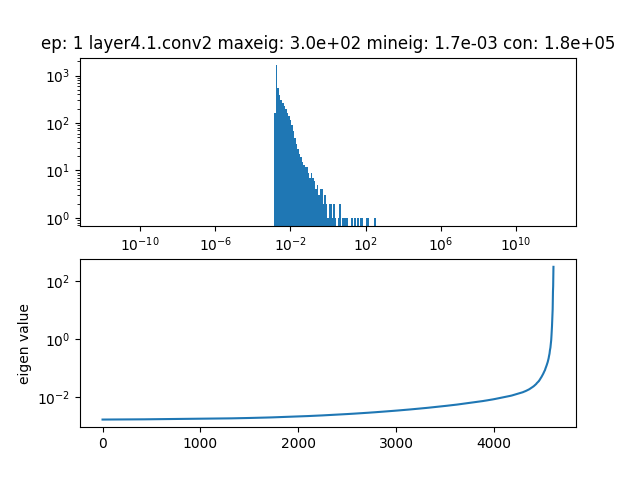 ep: 1 layer4.1.conv2 maxeig: 3.0e+02 mineig: 1.7e-03 con: 1.8e+05
10³
10²
10¹
10⁰
10⁻¹⁰ 10⁻⁶ 10⁻² 10² 10⁶ 10¹⁰
eigen value
10²
10⁰
10⁻²
0 1000 2000 3000 4000